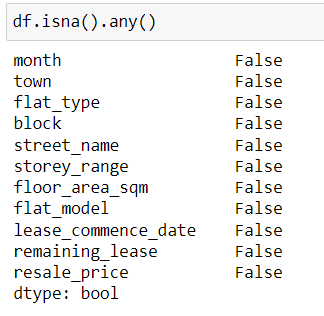 df.isna().any()
month False
town False
flat_type False
block False
street_name False
storey_range False
floor_area_sqm False
flat_model False
lease_commence_date False
remaining_lease False
resale_price False
dtype: bool